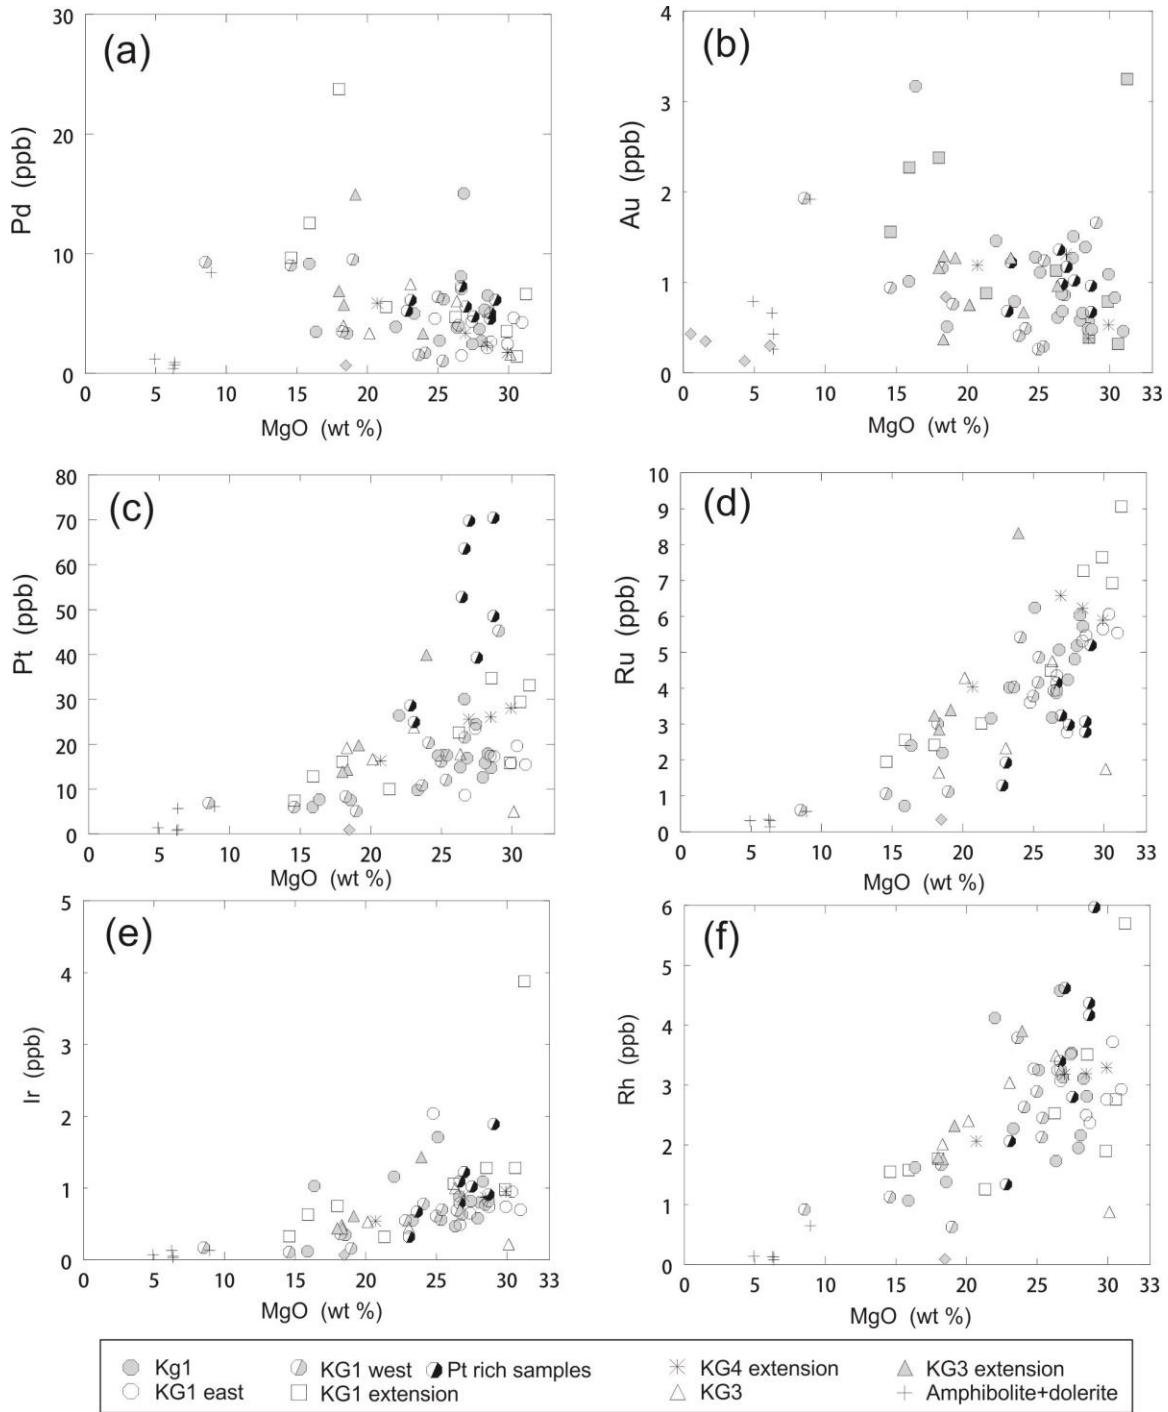 (a)
30
20
10
0
Pd (ppb)
0 5 10 15 20 25 30
MgO (wt %)
(b)
4
3
2
1
0
Au (ppb)
0 5 10 15 20 25 30 33
MgO (wt %)
(c)
80
70
60
50
40
30
20
10
0
Pt (ppb)
0 5 10 15 20 25 30
MgO (wt %)
(d)
10
9
8
7
6
5
4
3
2
1
0
Ru (ppb)
0 5 10 15 20 25 30 33
MgO (wt %)
(e)
5
4
3
2
1
0
Ir (ppb)
0 5 10 15 20 25 30 33
MgO (wt %)
(f)
6
5
4
3
2
1
0
Rh (ppb)
0 5 10 15 20 25 30 33
MgO (wt %)
Kg1 KG1 west Pt rich samples KG4 extension KG3 extension
KG1 east KG1 extension KG3 Amphibolite+dolerite